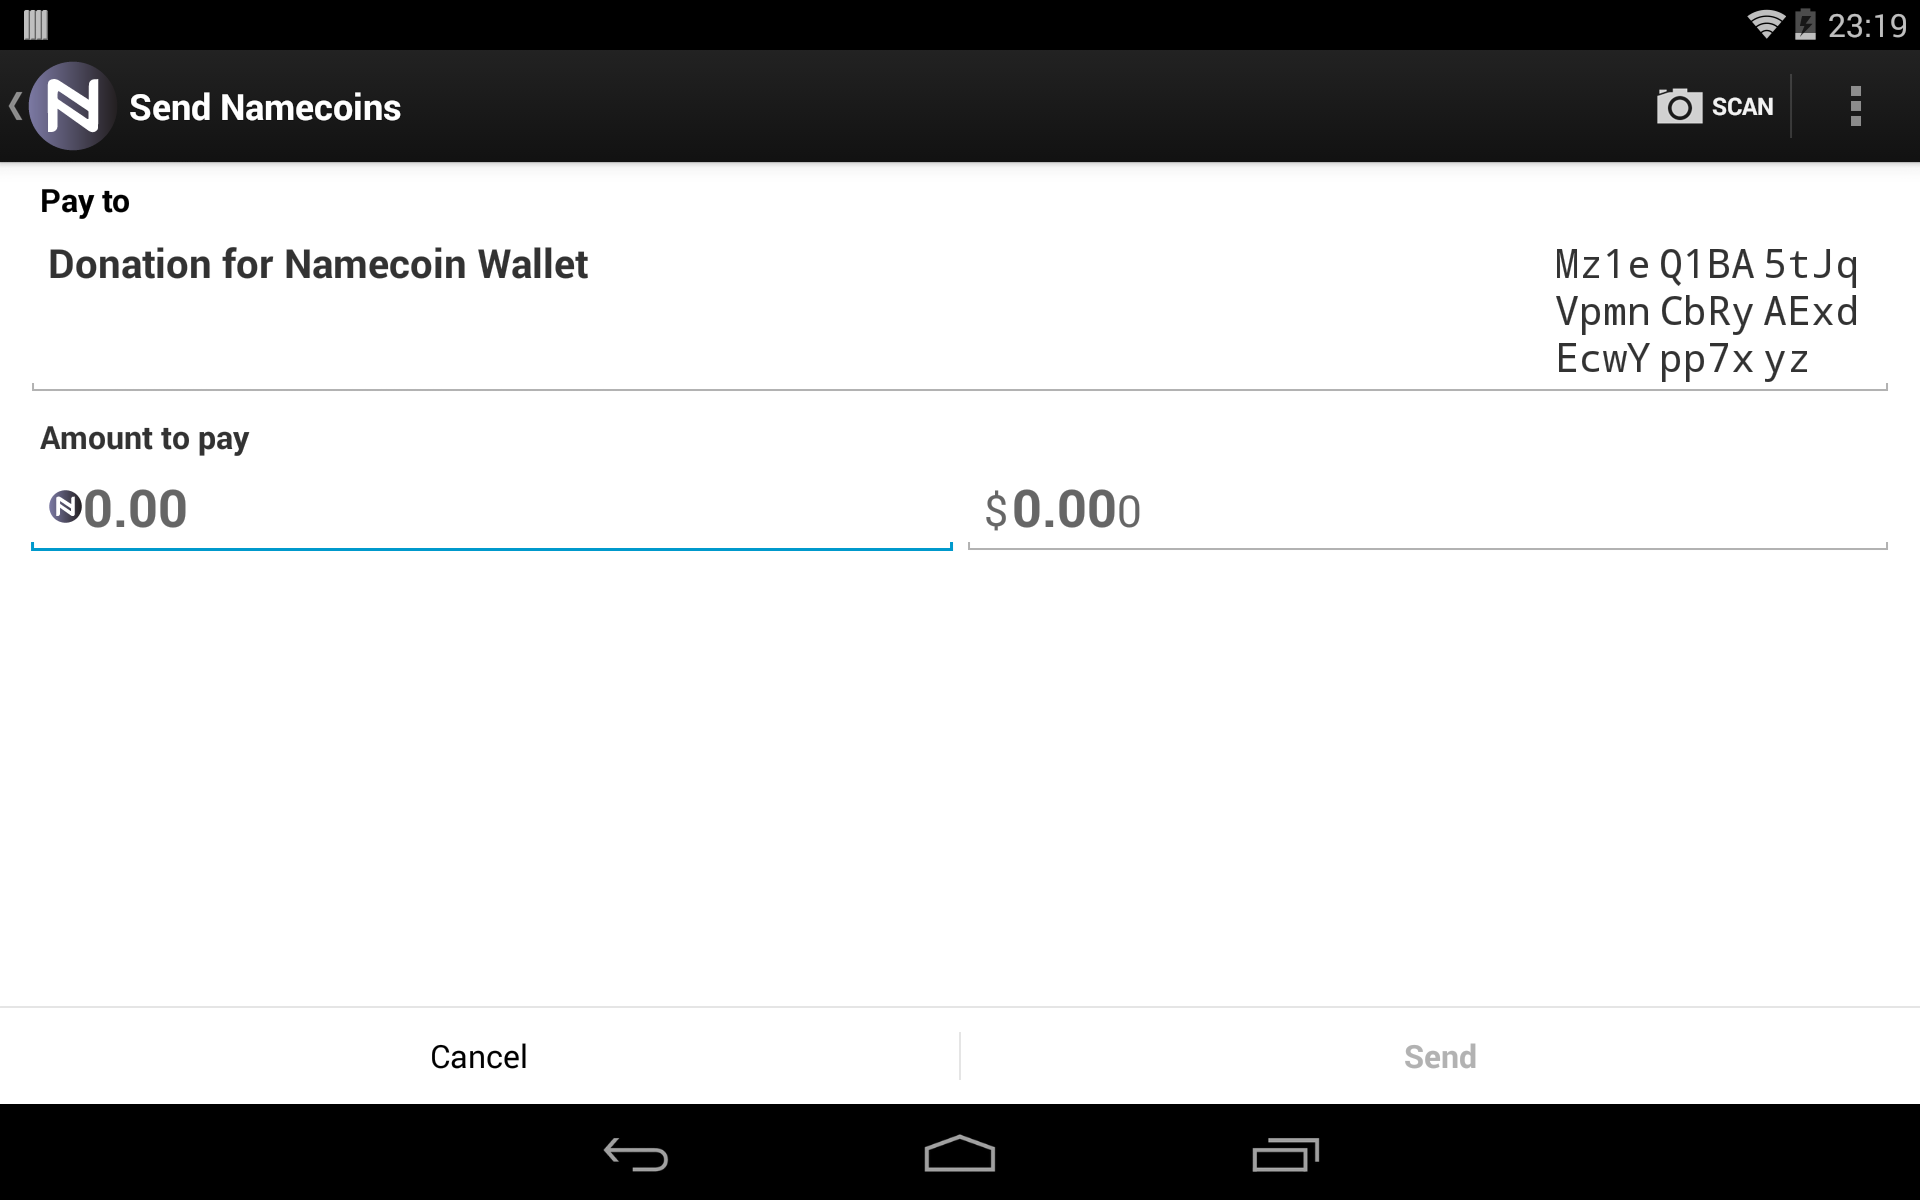 23:19
Send Namecoins
SCAN
Pay to
Donation for Namecoin Wallet
Mz1e Q1BA 5tJq
Vpmn CbRy AExd
EcwY pp7x yz
Amount to pay
0.00
$0.000
Cancel
Send